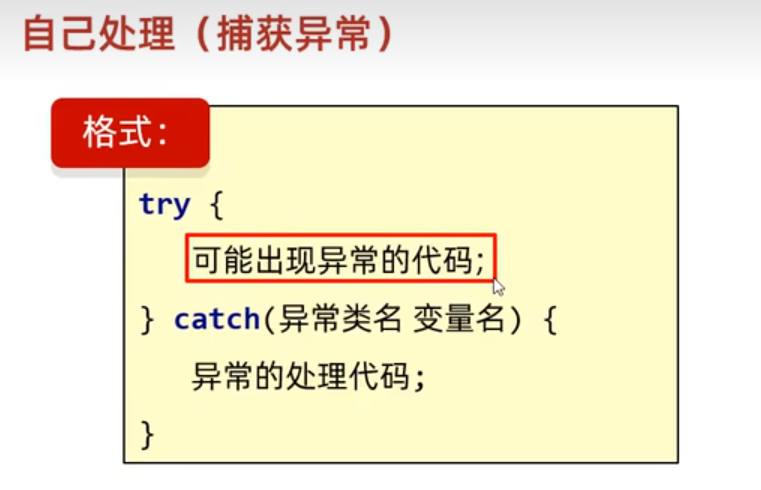 自己处理（捕获异常）
格式：
try {
可能出现异常的代码;
} catch(异常类名 变量名) {
异常的处理代码;
}